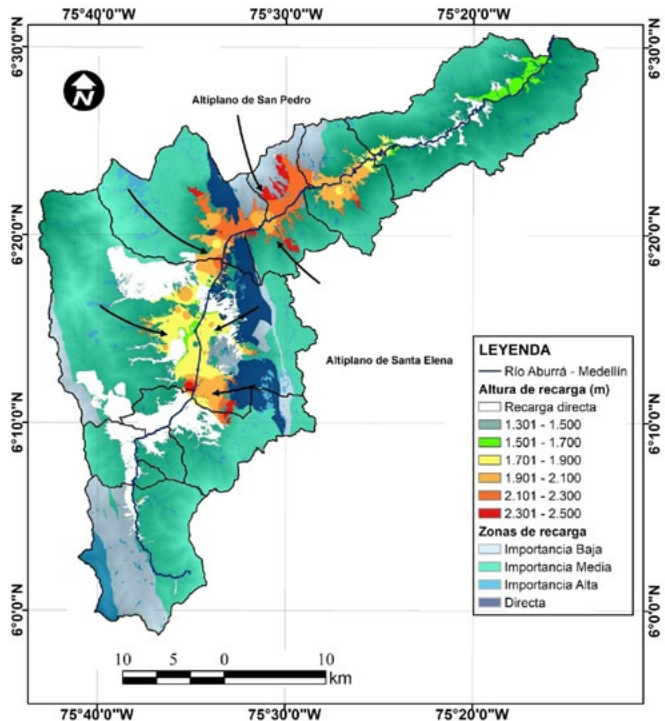 75°40'0"W 75°30'0"W 75°20'0"W
6°30'0"N 6°30'0"N
N
Altiplano de San Pedro
6°20'0"N 6°20'0"N
Altiplano de Santa Elena
LEYENDA
Río Aburrá - Medellín
Altura de recarga (m)
Recarga directa
1.301 - 1.500
1.501 - 1.700
1.701 - 1.900
1.901 - 2.100
2.101 - 2.300
2.301 - 2.500
Zonas de recarga
Importancia Baja
Importancia Media
Importancia Alta
Directa
6°10'0"N 6°10'0"N
6°0'0"N 6°0'0"N
10 5 0 10
km
75°40'0"W 75°30'0"W 75°20'0"W